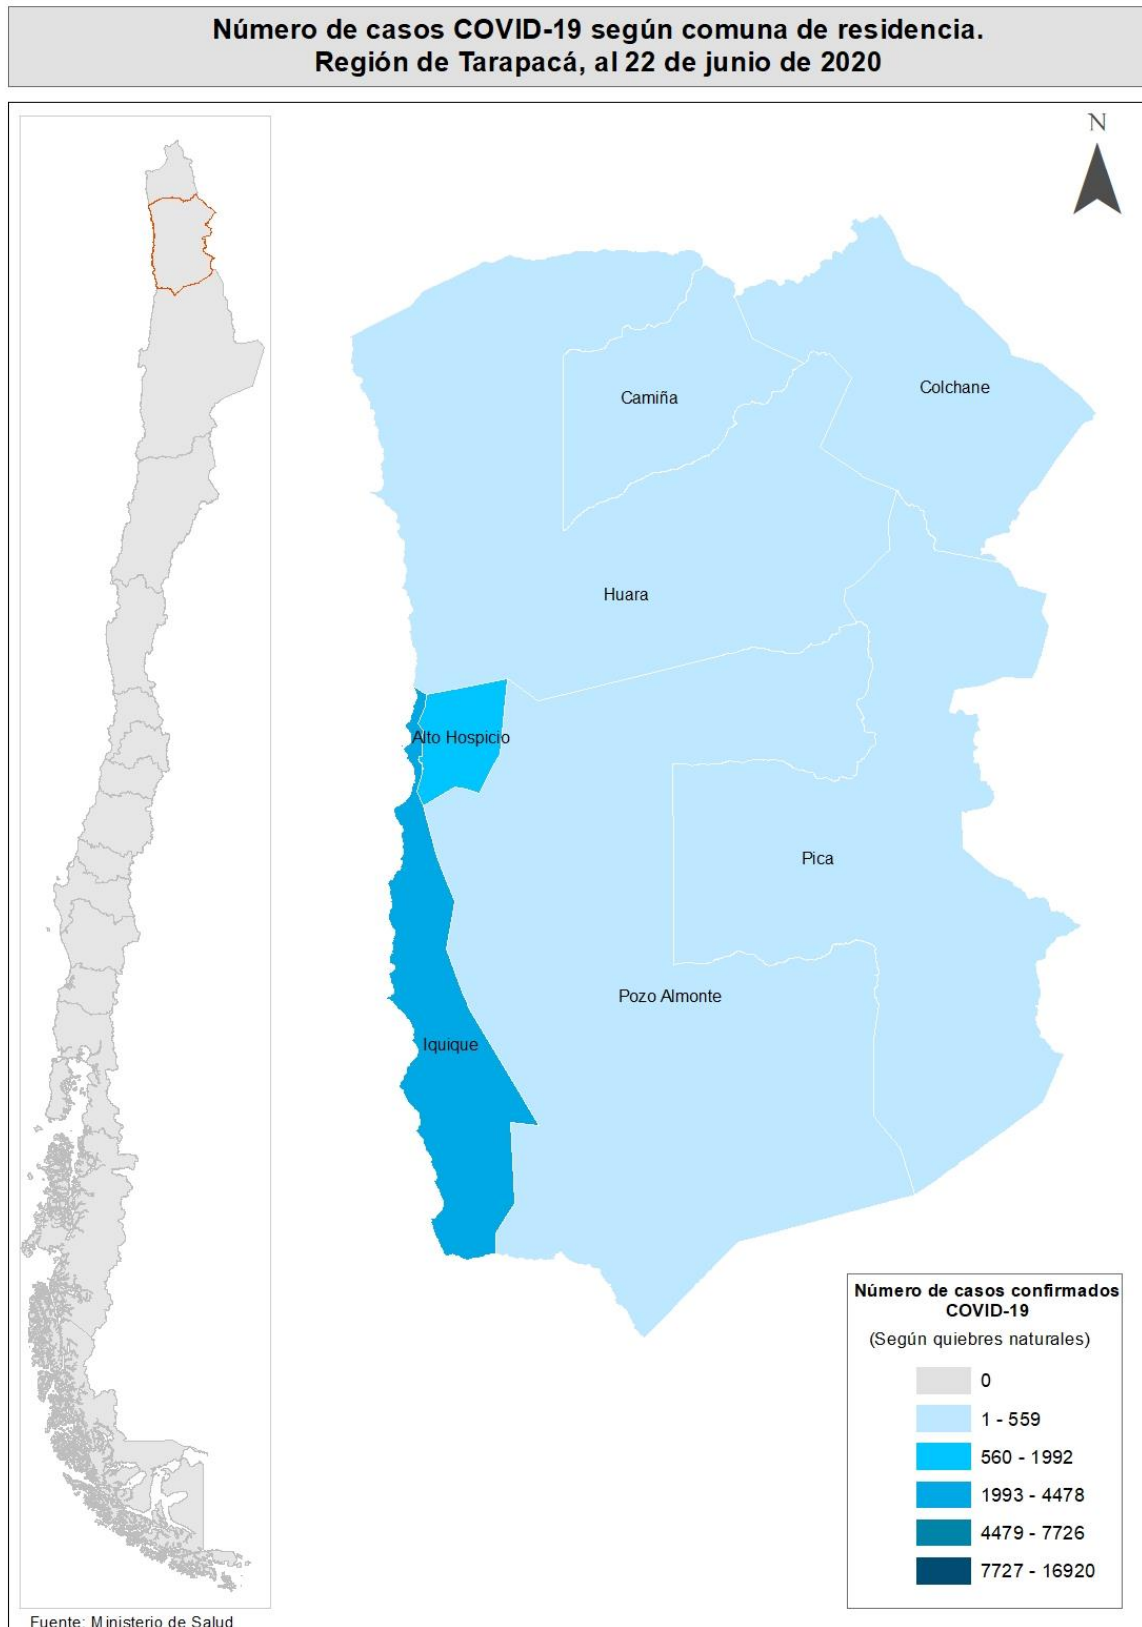 Número de casos COVID-19 según comuna de residencia.
Región de Tarapacá, al 22 de junio de 2020
N
Camiña
Colchane
Huara
Alto Hospicio
Pica
Pozo Almonte
Iquique
Número de casos confirmados
COVID-19
(Según quiebres naturales)
0
1 - 559
560 - 1992
1993 - 4478
4479 - 7726
7727 - 16920
Fuente: Ministerio de Salud